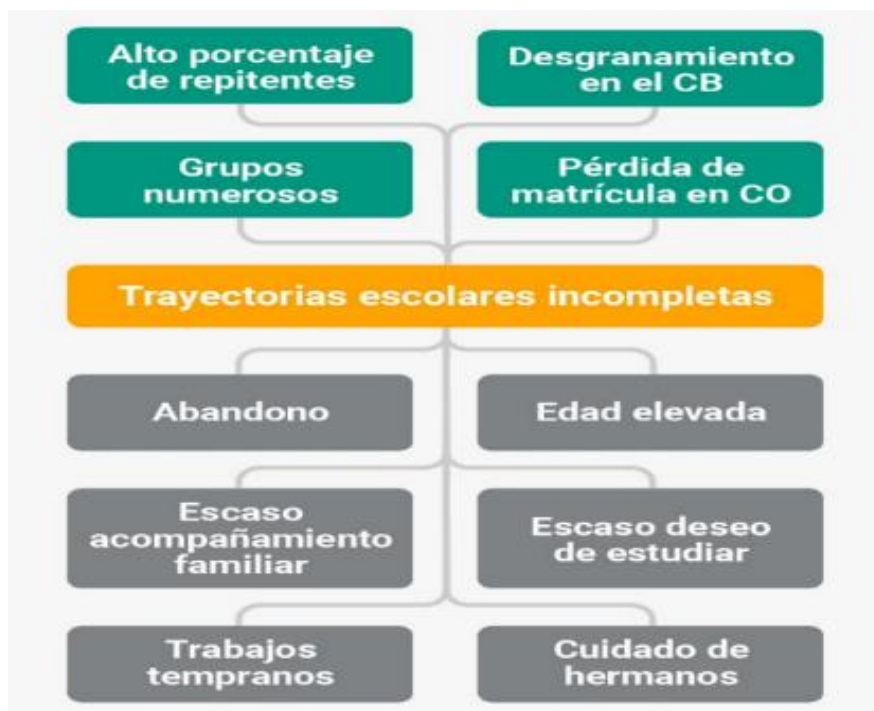 Alto porcentaje
de repitentes
Desgranamiento
en el CB
Grupos
numerosos
Pérdida de
matrícula en CO
Trayectorias escolares incompletas
Abandono
Edad elevada
Escaso
acompañamiento
familiar
Escaso deseo
de estudiar
Trabajos
tempranos
Cuidado de
hermanos